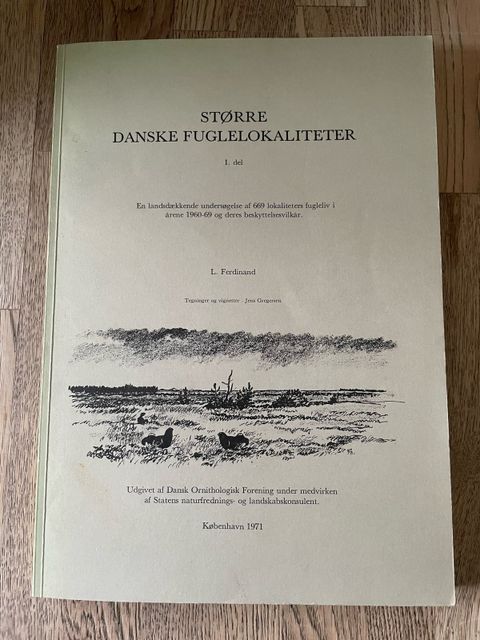 STØRRE
DANSKE FUGLELOKALITETER
1. del
En landsdækkende undersøgelse af 669 lokaliteters fugleliv i
årene 1960-69 og deres beskyttelsesvilkår.
L. Ferdinand
Tegninger og vignetter - Jens Gregersen
Udgivet af Dansk Ornithologisk Forening under medvirken
af Statens naturfrednings- og landskabskonsulent.
København 1971